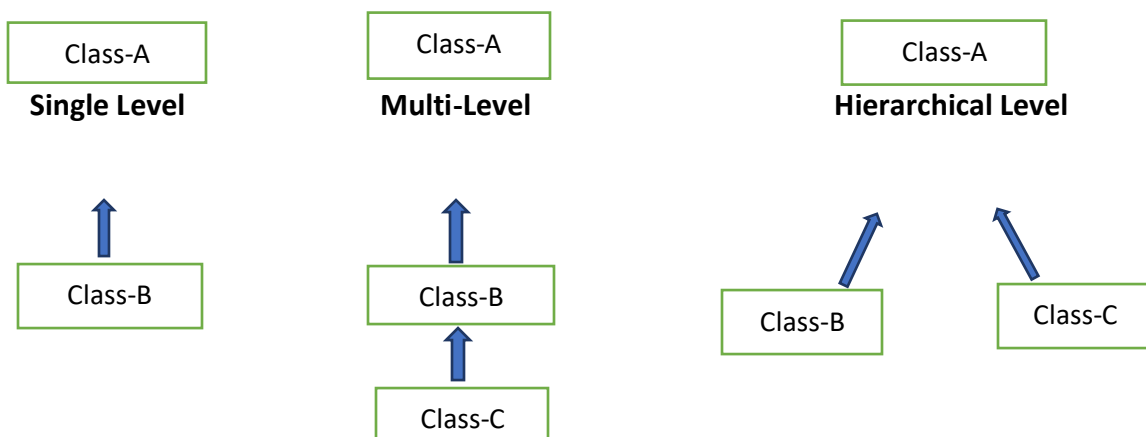 Class-A
Single Level
Class-B
Class-A
Multi-Level
Class-B
Class-C
Class-A
Hierarchical Level
Class-B
Class-C